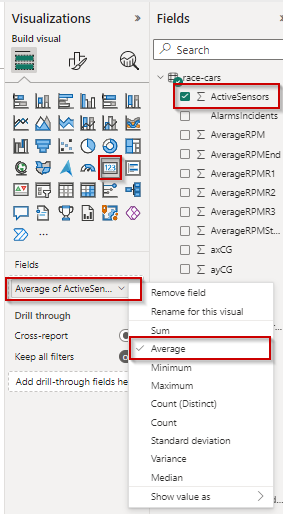 Visualizations
Build visual
123
Fields
Average of ActiveSen...
Drill through
Cross-report
Keep all filters
Add drill-through fields he
Fields
Search
race-cars
ActiveSensors
AlarmsIncidents
AverageRPM
AverageRPMEnd
AverageRPMR1
AverageRPMR2
AverageRPMR3
AverageRPMSt...
axCG
ayCG
Remove field
Rename for this visual
Sum
Average
Minimum
Maximum
Count (Distinct)
Count
Standard deviation
Variance
Median
Show value as